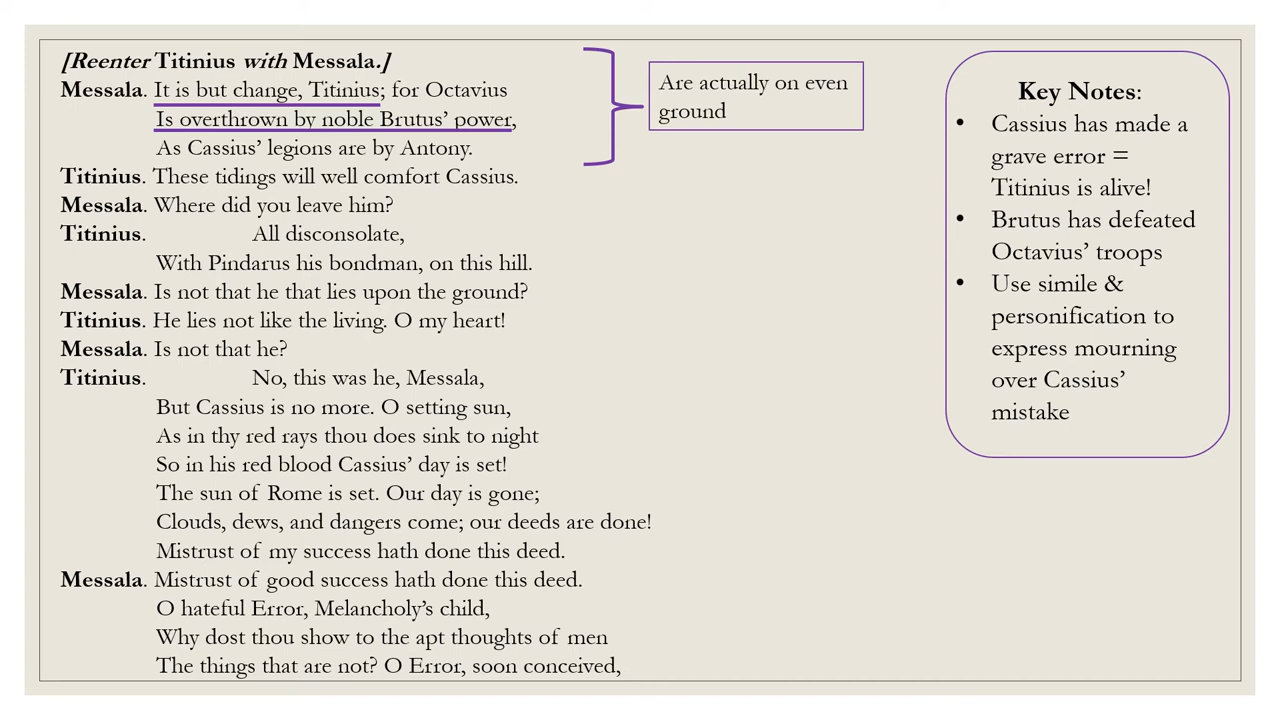 [Reenter Titinius with Messala.]
Messala. It is but change, Titinius; for Octavius
Is overthrown by noble Brutus’ power,
As Cassius’ legions are by Antony.
Titinius. These tidings will well comfort Cassius.
Messala. Where did you leave him?
Titinius. All disconsolate,
With Pindarus his bondman, on this hill.
Messala. Is not that he that lies upon the ground?
Titinius. He lies not like the living. O my heart!
Messala. Is not that he?
Titinius. No, this was he, Messala,
But Cassius is no more. O setting sun,
As in thy red rays thou does sink to night
So in his red blood Cassius’ day is set!
The sun of Rome is set. Our day is gone;
Clouds, dews, and dangers come; our deeds are done!
Mistrust of my success hath done this deed.
Messala. Mistrust of good success hath done this deed.
O hateful Error, Melancholy’s child,
Why dost thou show to the apt thoughts of men
The things that are not? O Error, soon conceived,
Are actually on even
ground
Key Notes:
• Cassius has made a
grave error =
Titinius is alive!
• Brutus has defeated
Octavius’ troops
• Use simile &
personification to
express mourning
over Cassius’
mistake